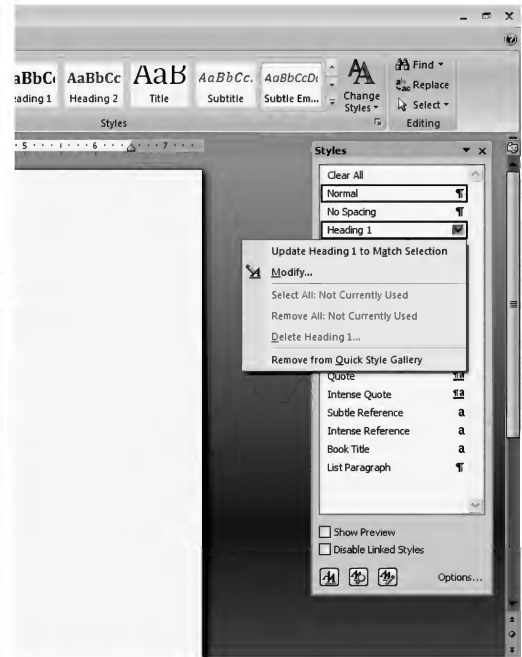 aBbCc AaBbCc AaB AaBbCc. AaBbCcDc
ading 1 Heading 2 Title Subtitle Subtle Em...
Change
Styles
Find
Replace
Select
Styles
Editing
5 6 7
Styles
Clear All
Normal ¶
No Spacing ¶
Heading 1
Update Heading 1 to Match Selection
Modify...
Select All: Not Currently Used
Remove All: Not Currently Used
Delete Heading 1...
Remove from Quick Style Gallery
Quote ¶a
Intense Quote ¶a
Subtle Reference a
Intense Reference a
Book Title a
List Paragraph ¶
Show Preview
Disable Linked Styles
Options...